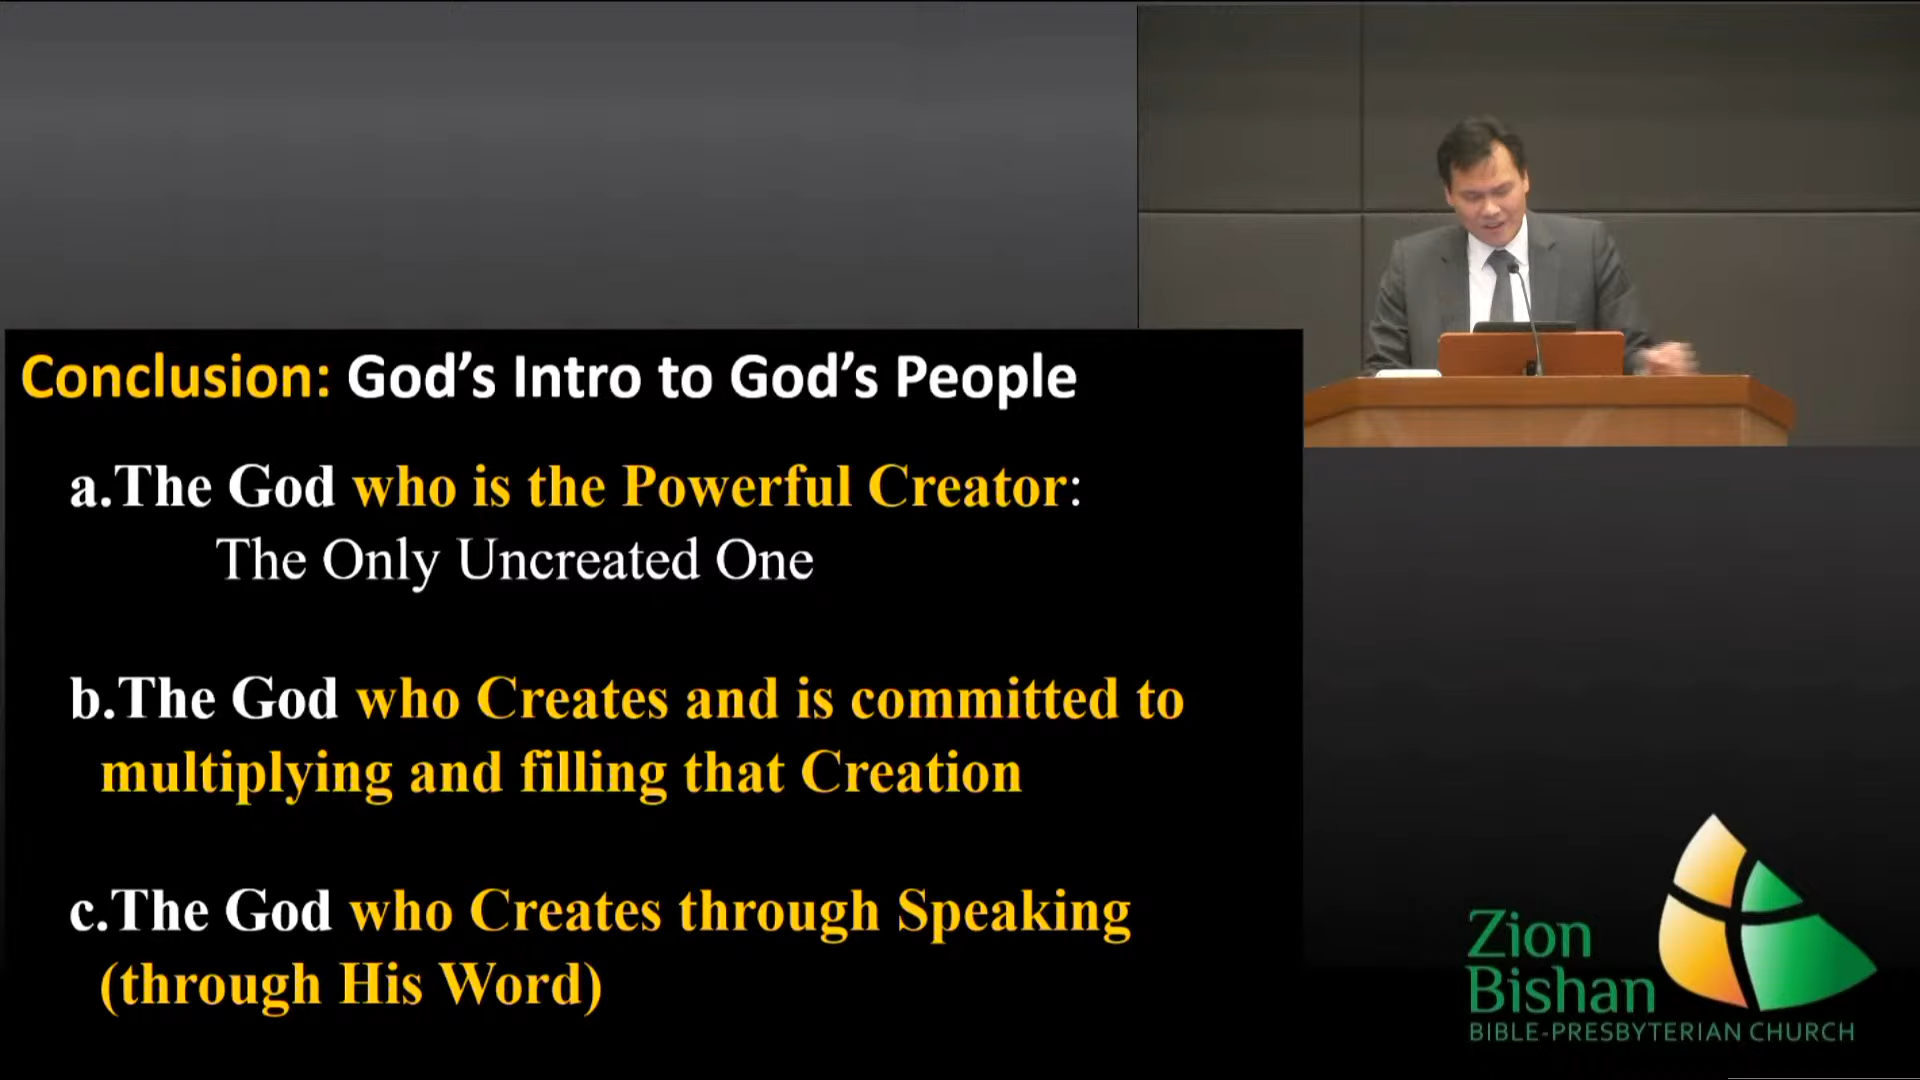 Conclusion: God's Intro to God's People
a.The God who is the Powerful Creator:
The Only Uncreated One
b.The God who Creates and is committed to
multiplying and filling that Creation
c.The God who Creates through Speaking
(through His Word)
Zion
Bishan
BIBLE-PRESBYTERIAN CHURCH